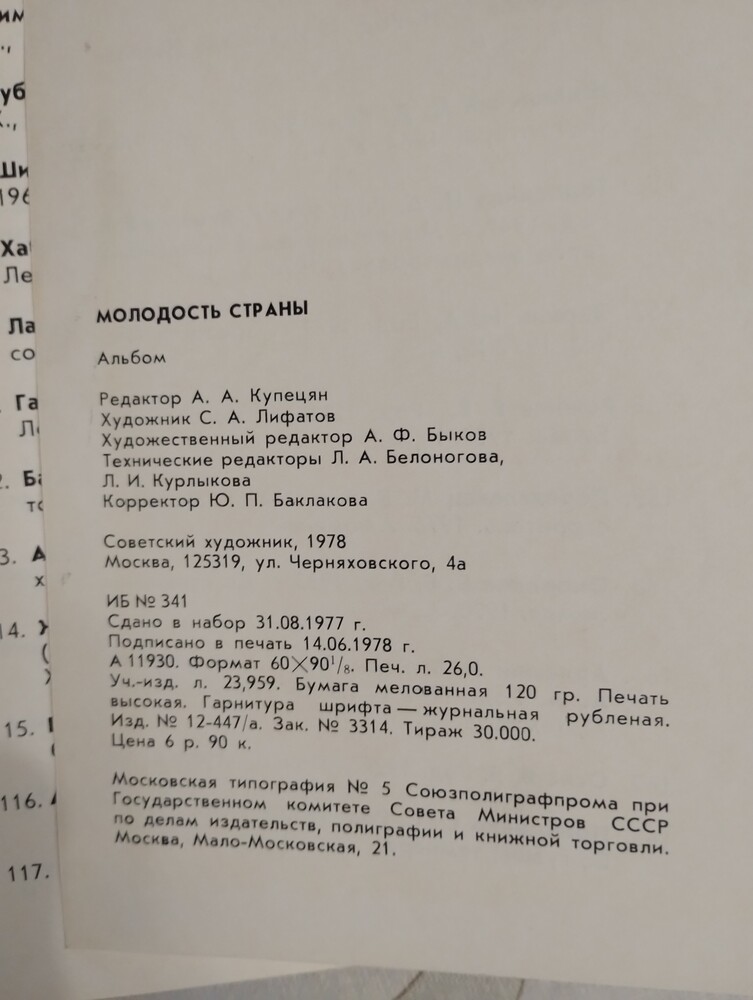 МОЛОДОСТЬ СТРАНЫ
Альбом
Редактор А. А. Купецян
Художник С. А. Лифатов
Художественный редактор А. Ф. Быков
Технические редакторы Л. А. Белоногова,
Л. И. Курлыкова
Корректор Ю. П. Баклакова
Советский художник, 1978
Москва, 125319, ул. Черняховского, 4а
ИБ № 341
Сдано в набор 31.08.1977 г.
Подписано в печать 14.06.1978 г.
А 11930. Формат 60×90¹/₈. Печ. л. 26,0.
Уч.-изд. л. 23,959. Бумага мелованная 120 гр. Печать
высокая. Гарнитура шрифта — журнальная рубленая.
Изд. № 12-447/а. Зак. № 3314. Тираж 30.000.
Цена 6 р. 90 к.
Московская типография № 5 Союзполиграфпрома при
Государственном комитете Совета Министров СССР
по делам издательств, полиграфии и книжной торговли.
Москва, Мало-Московская, 21.
15.
116.
117.